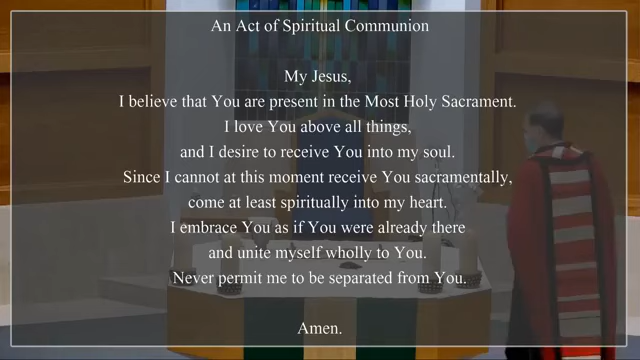 An Act of Spiritual Communion
My Jesus,
I believe that You are present in the Most Holy Sacrament.
I love You above all things,
and I desire to receive You into my soul.
Since I cannot at this moment receive You sacramentally,
come at least spiritually into my heart.
I embrace You as if You were already there
and unite myself wholly to You.
Never permit me to be separated from You.
Amen.